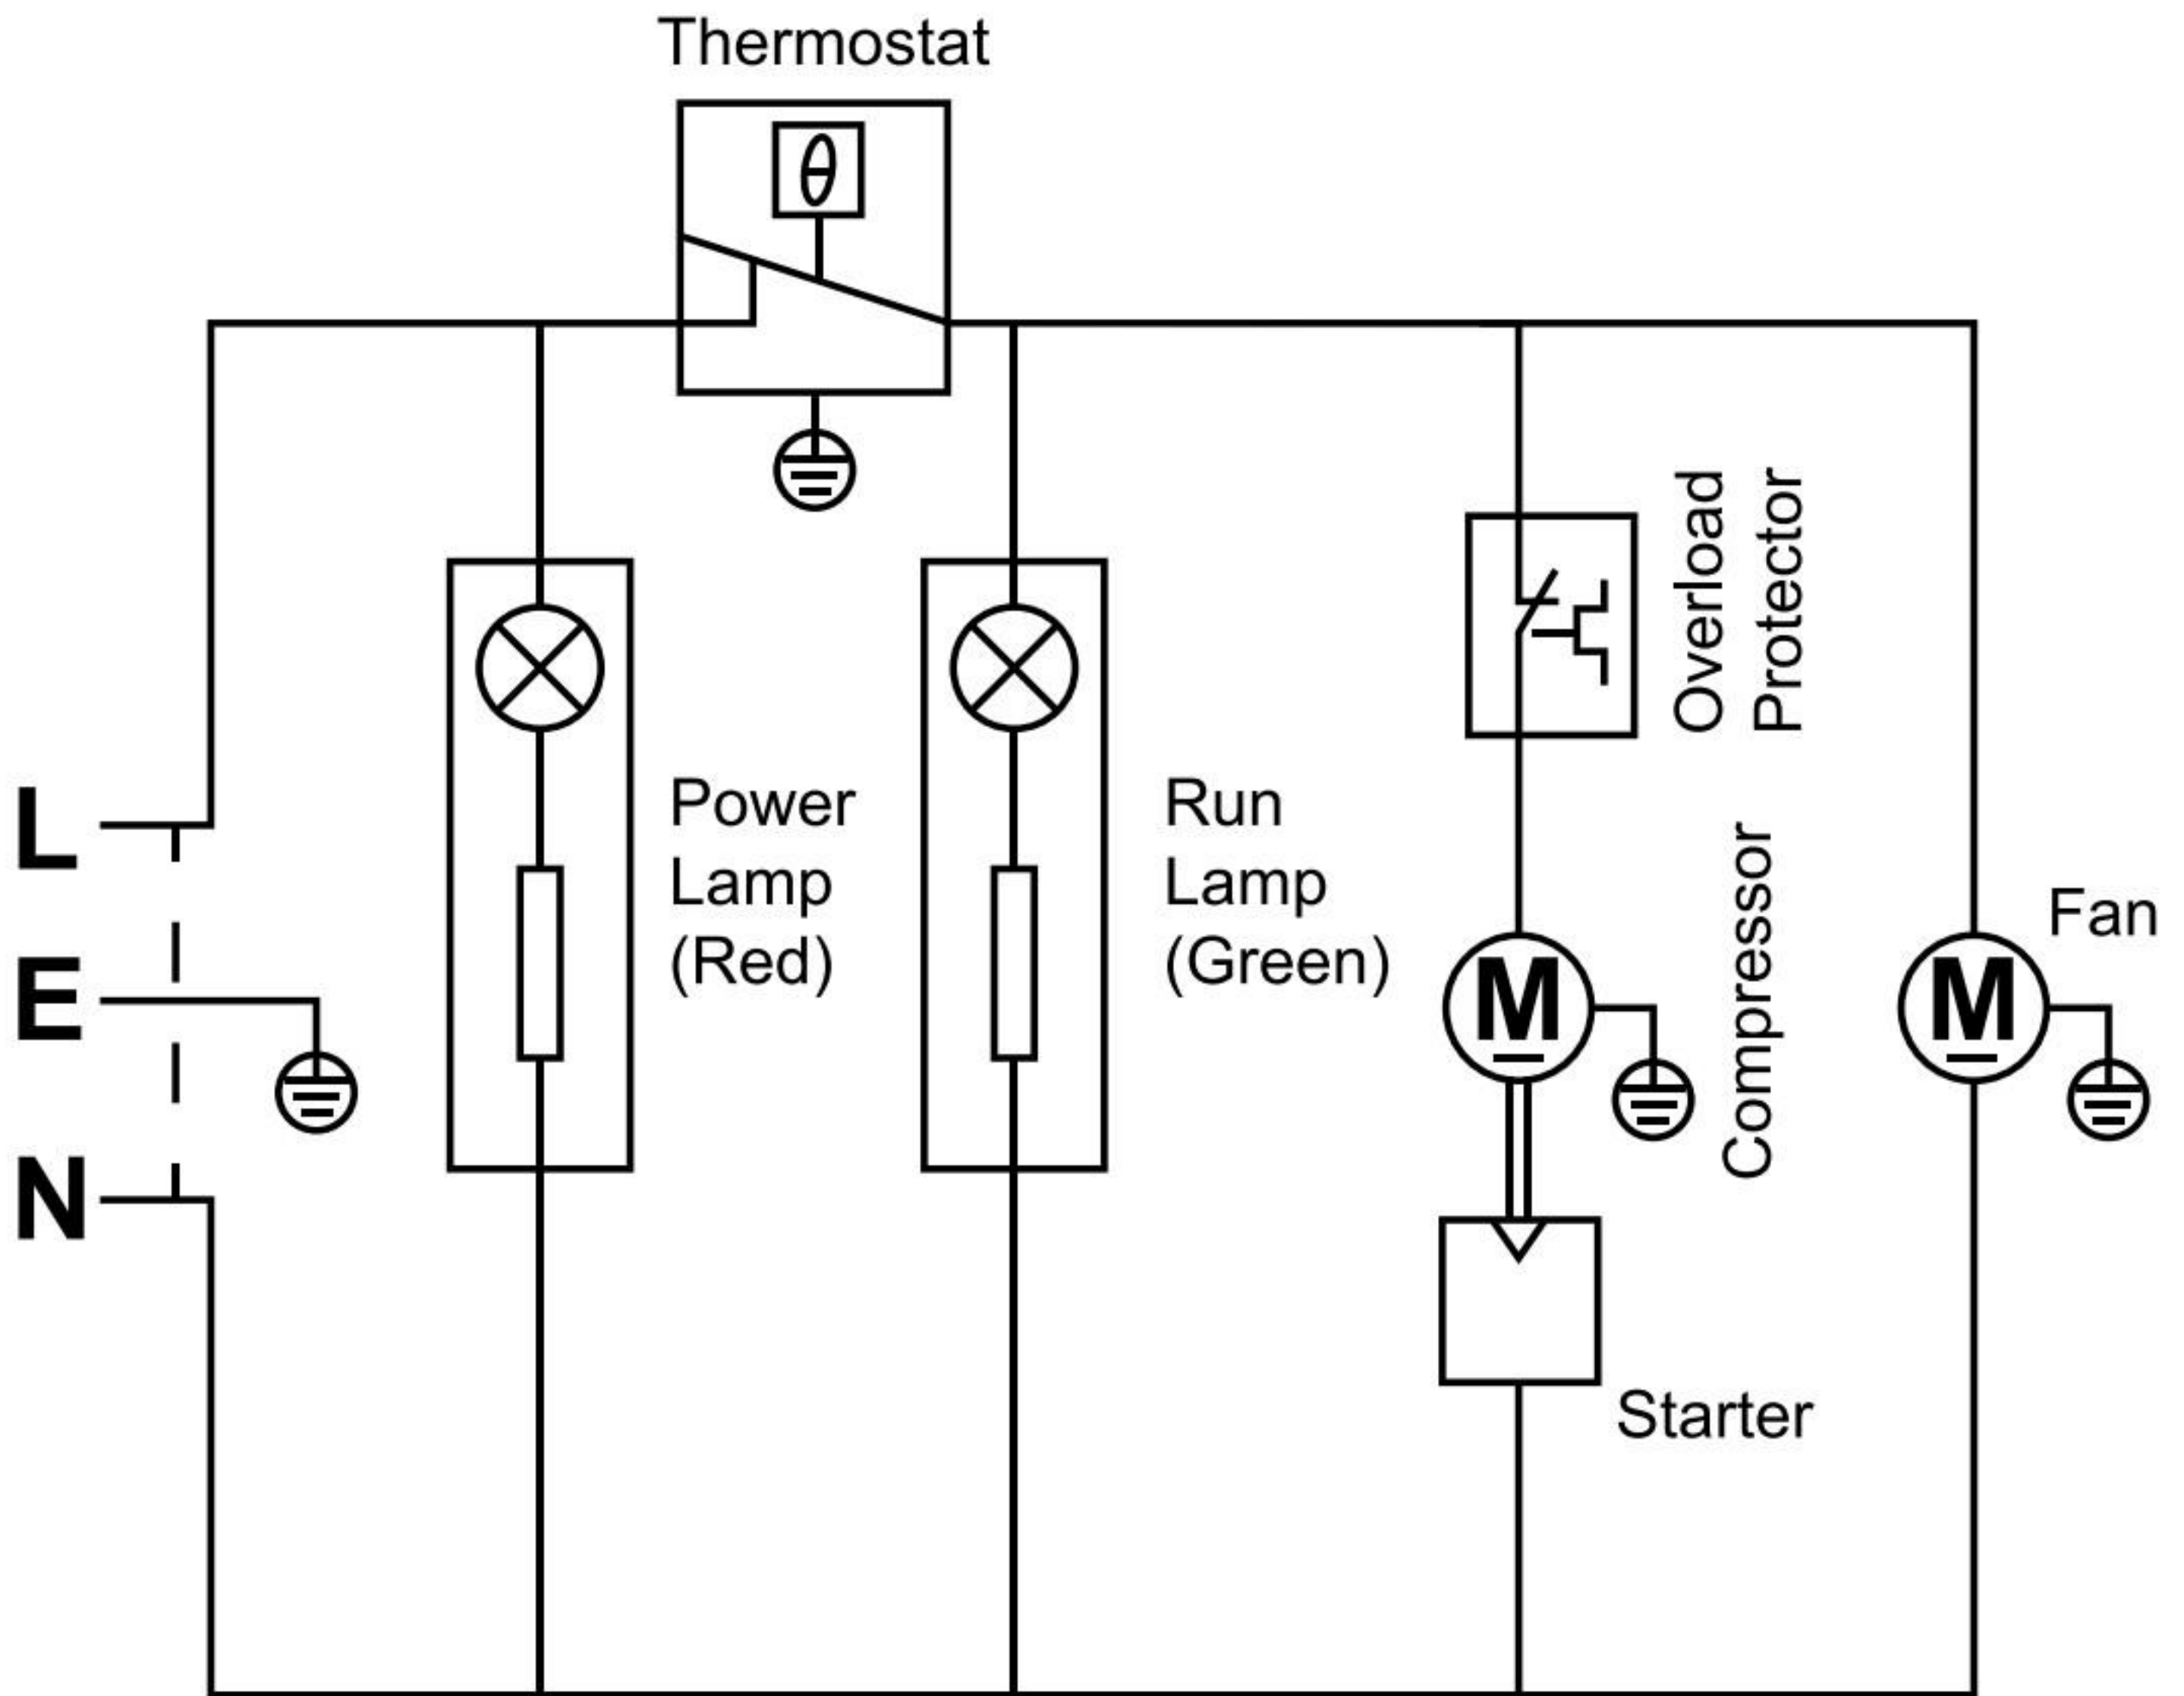 Thermostat
θ
Overload
Protector
L
Power
Lamp
(Red)
Run
Lamp
(Green)
Compressor
Fan
E
M
M
N
Starter